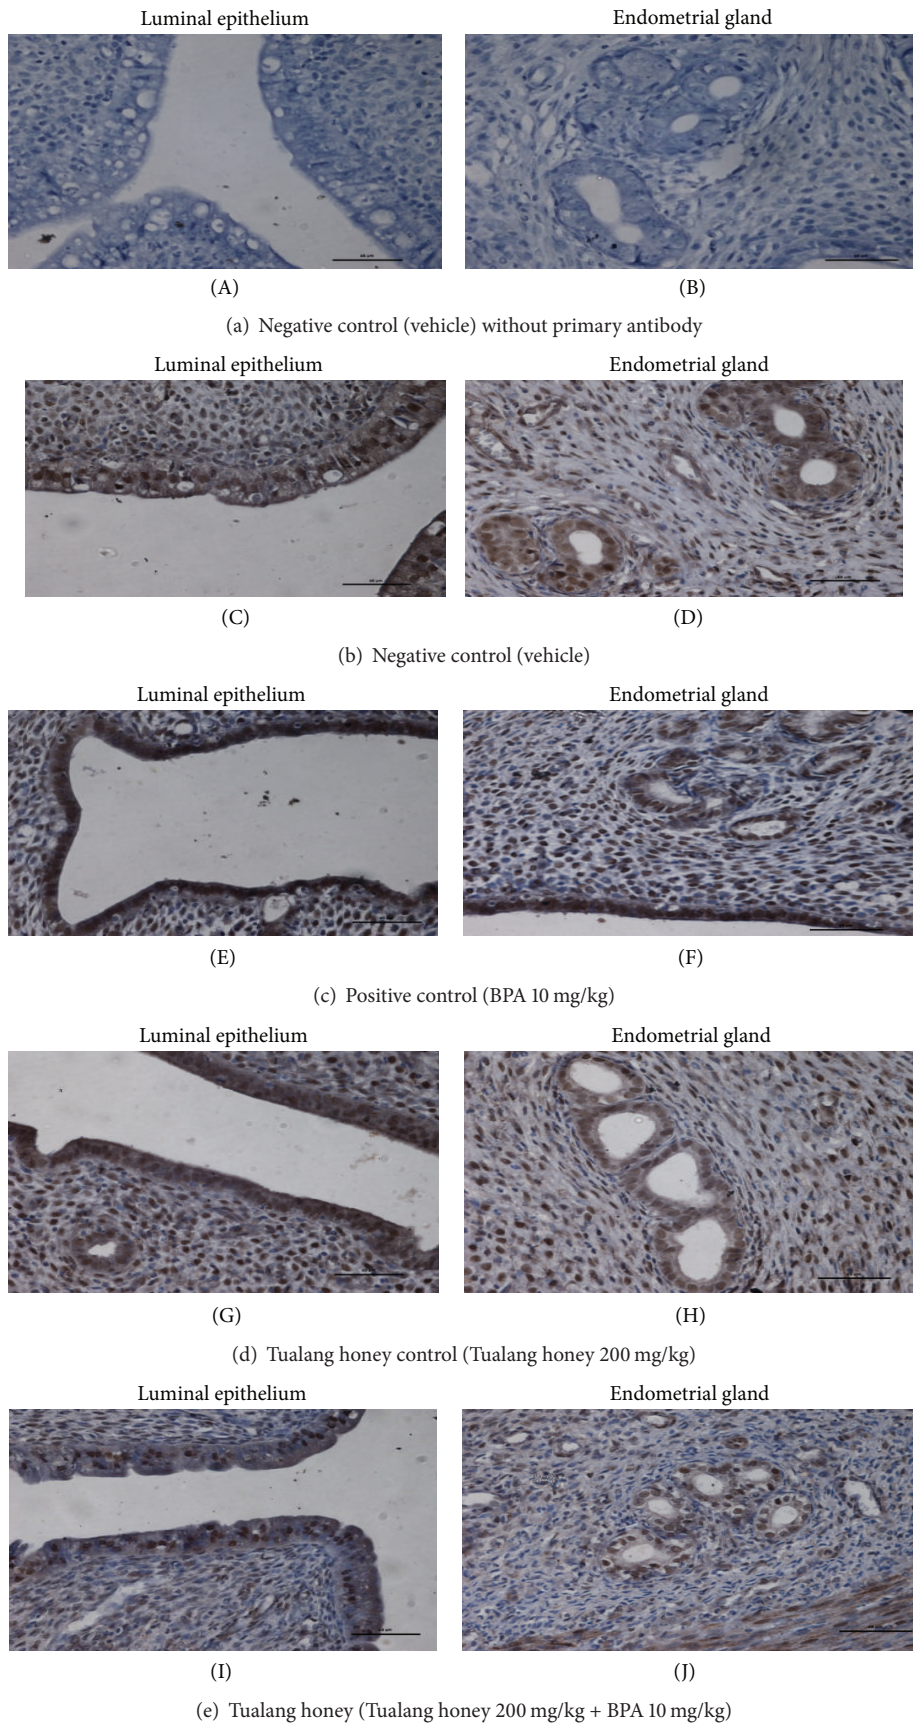 Luminal epithelium
Endometrial gland
(A)
(B)
(a) Negative control (vehicle) without primary antibody
Luminal epithelium
Endometrial gland
(C)
(D)
(b) Negative control (vehicle)
Luminal epithelium
Endometrial gland
(E)
(F)
(c) Positive control (BPA 10 mg/kg)
Luminal epithelium
Endometrial gland
(G)
(H)
(d) Tualang honey control (Tualang honey 200 mg/kg)
Luminal epithelium
Endometrial gland
(I)
(J)
(e) Tualang honey (Tualang honey 200 mg/kg + BPA 10 mg/kg)